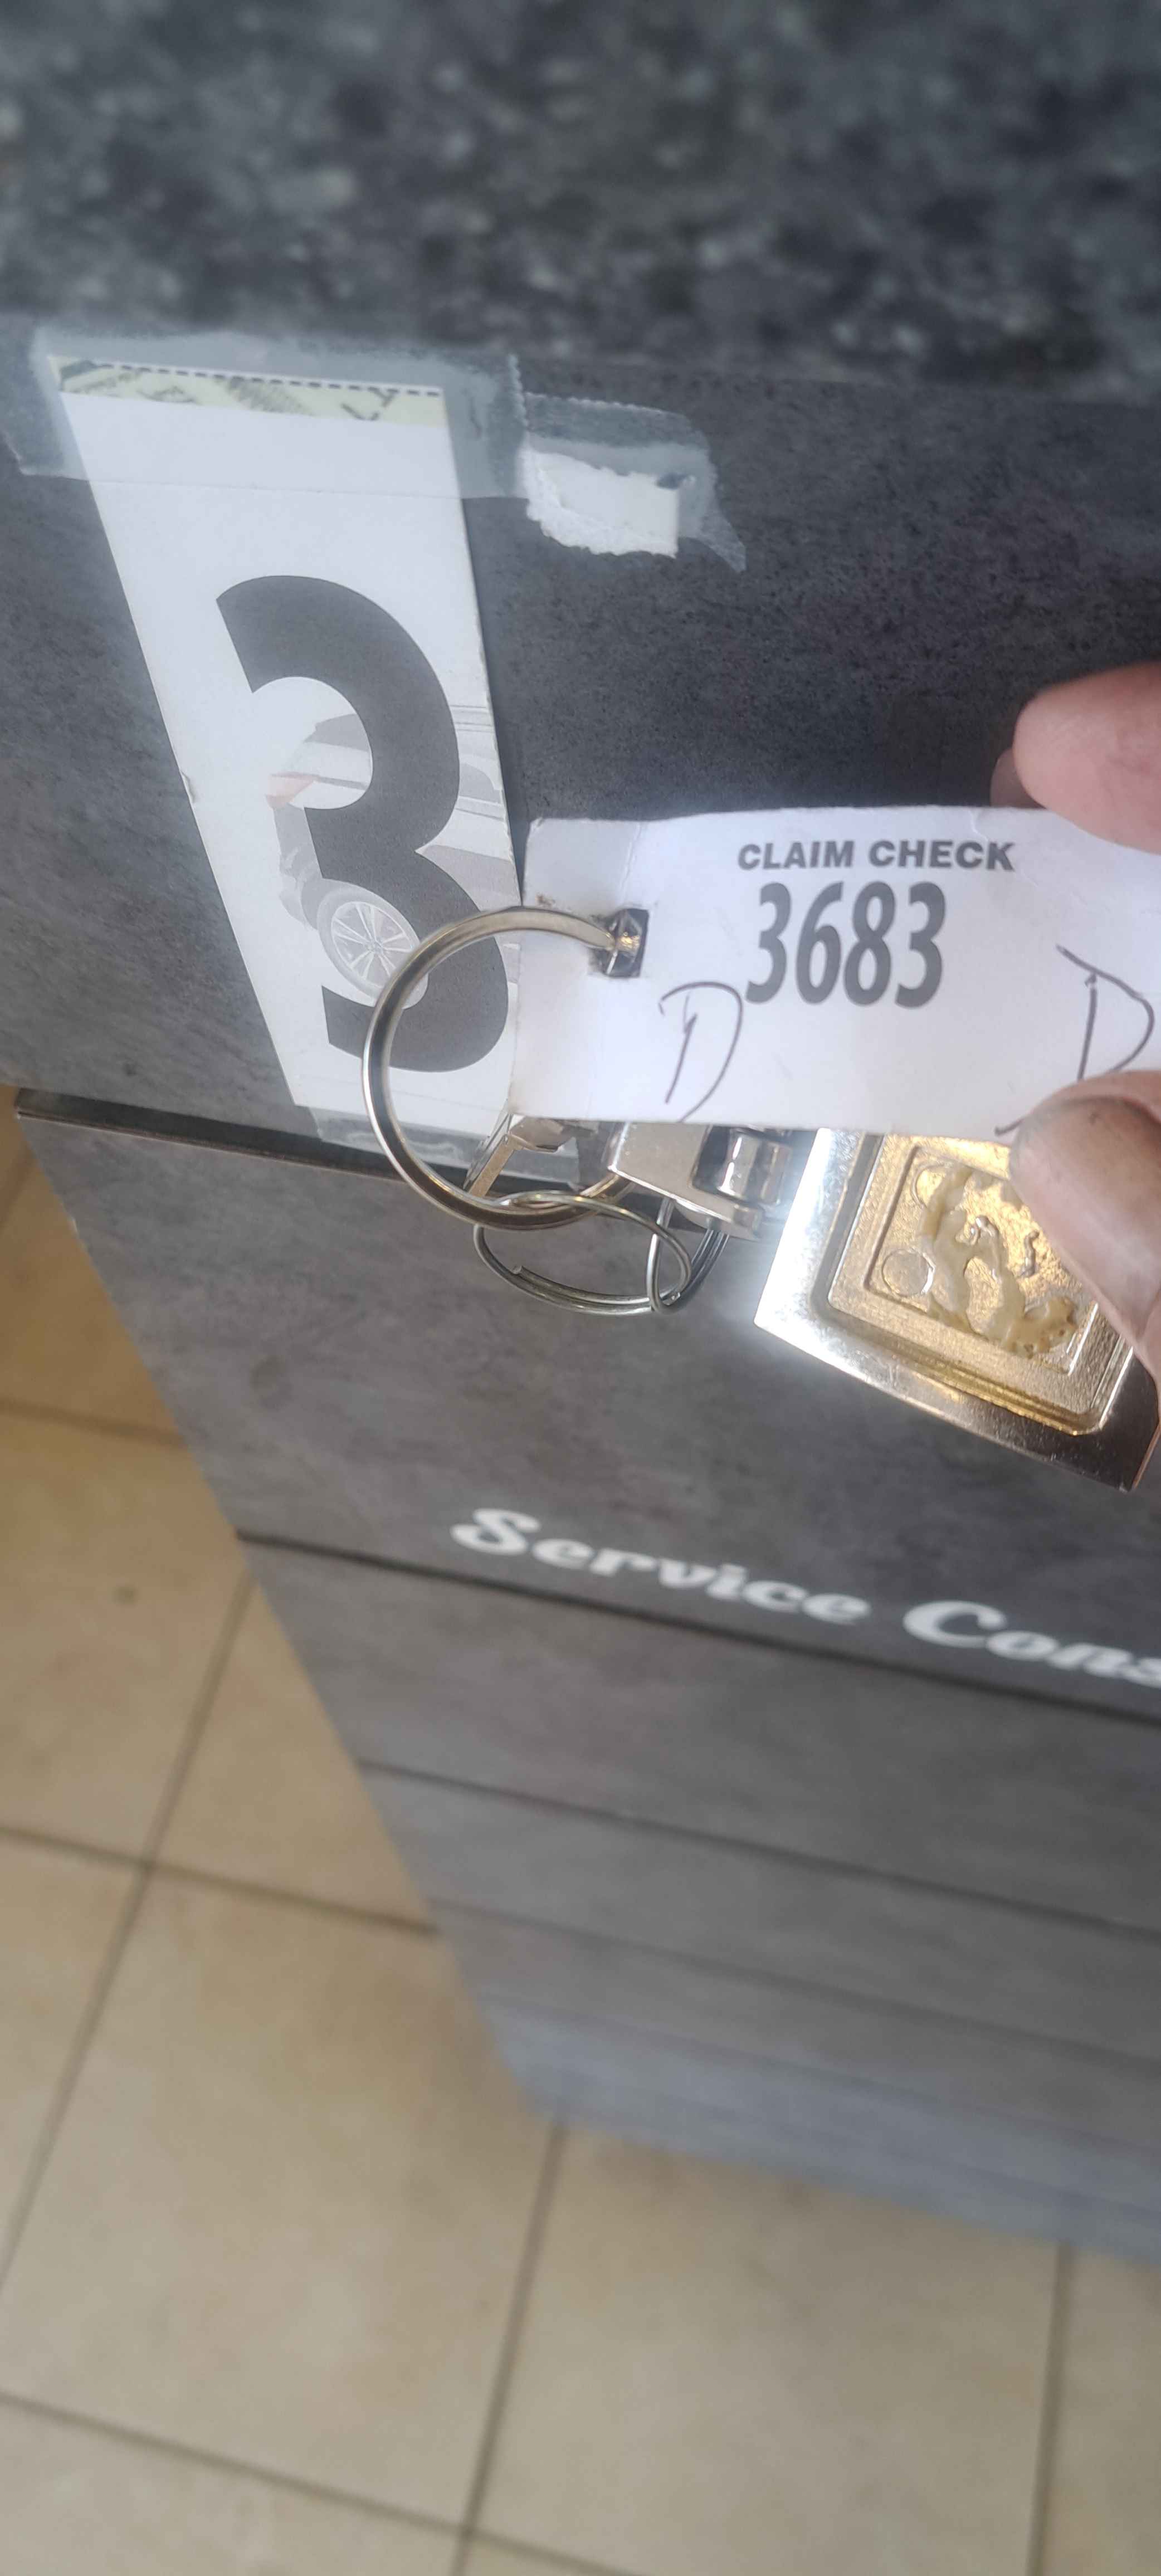 3
CLAIM CHECK
3683
D
D
Service Cons